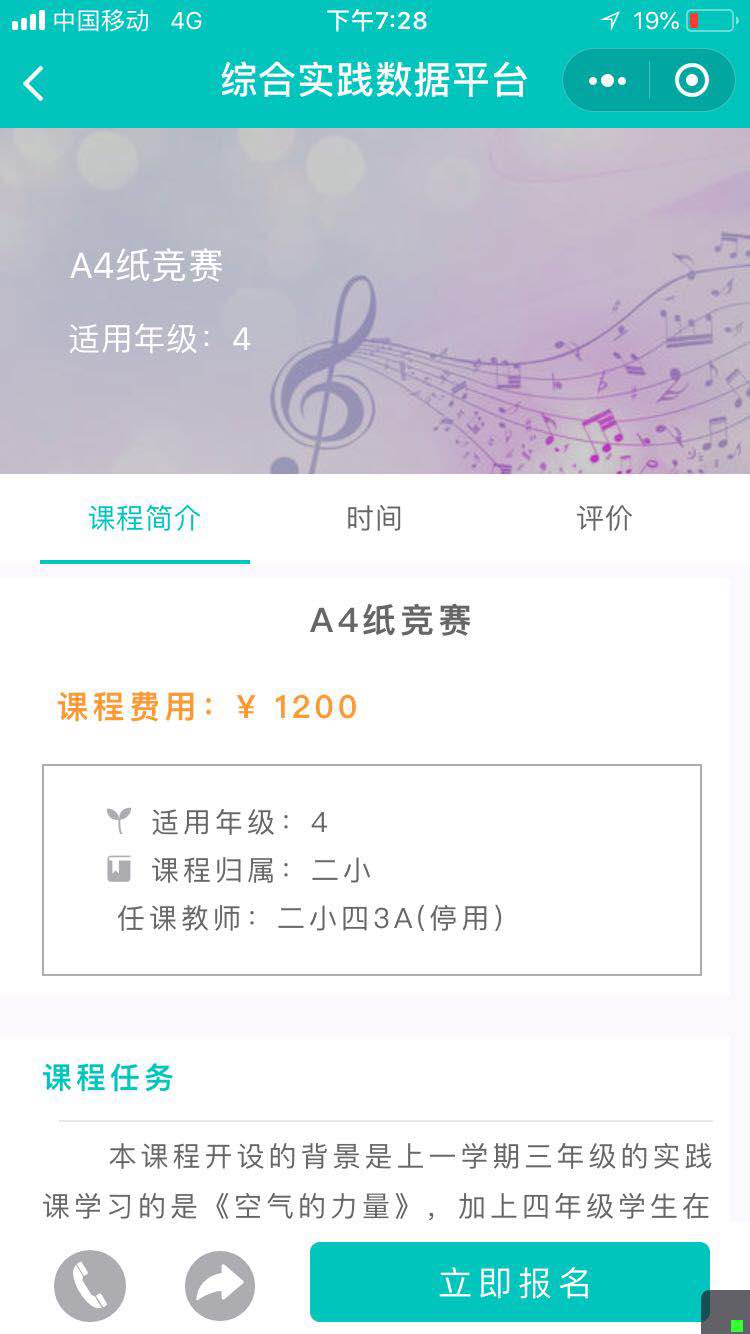 中国移动 4G 下午7:28 19%
综合实践数据平台
A4纸竞赛
适用年级：4
课程简介 时间 评价
A4纸竞赛
课程费用：¥ 1200
适用年级：4
课程归属：二小
任课教师：二小四3A(停用)
课程任务
本课程开设的背景是上一学期三年级的实践
课学习的是《空气的力量》，加上四年级学生在
立即报名